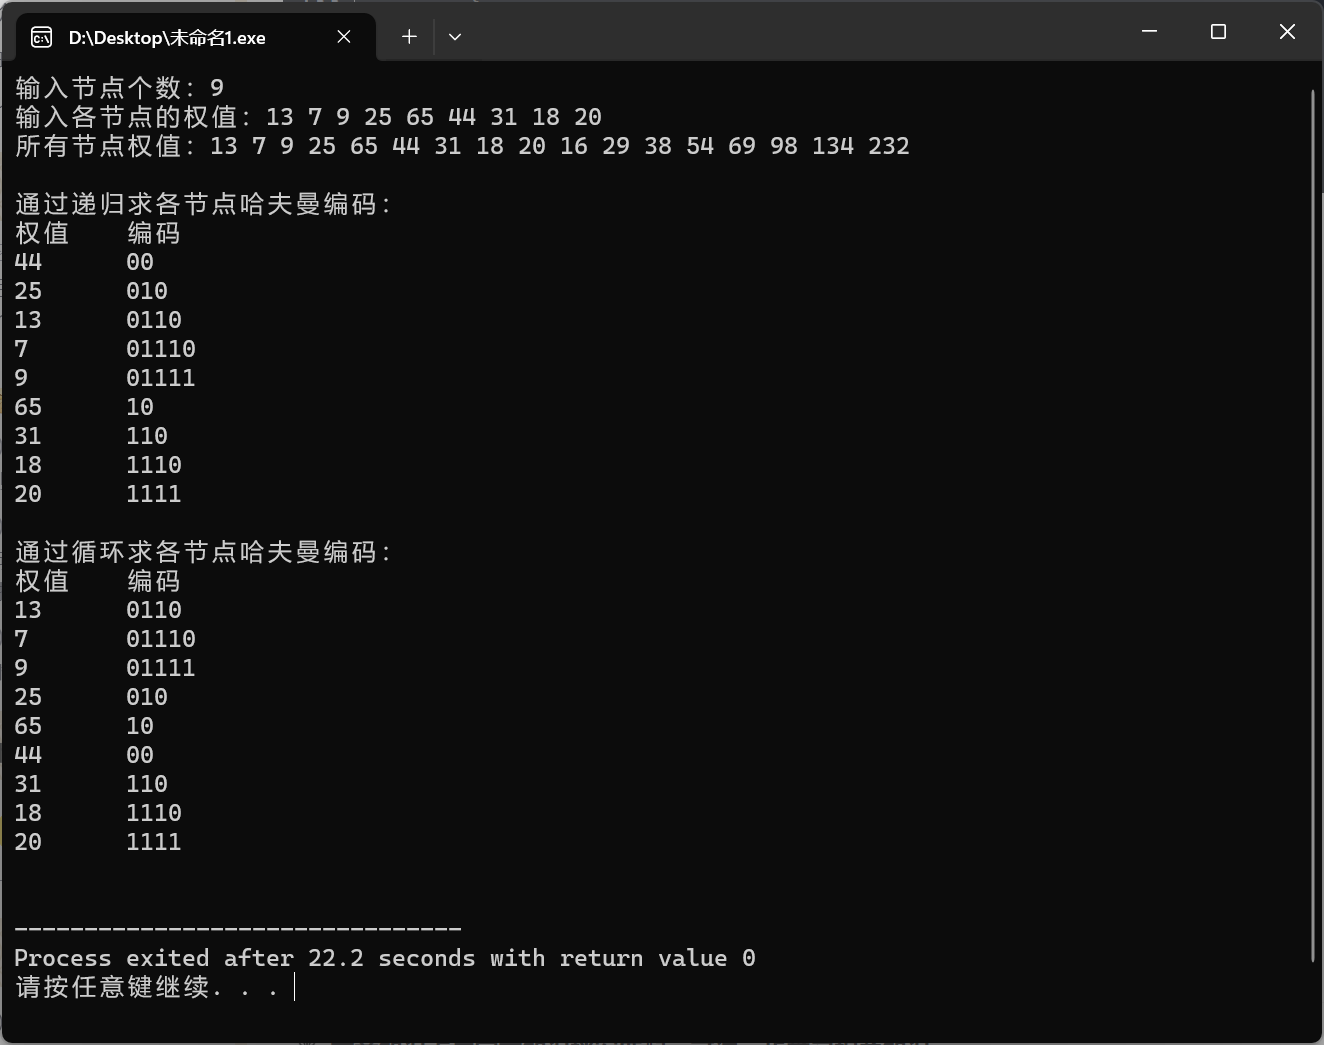 D:\Desktop\未命名1.exe
输入节点个数：9
输入各节点的权值：13 7 9 25 65 44 31 18 20
所有节点权值：13 7 9 25 65 44 31 18 20 16 29 38 54 69 98 134 232
通过递归求各节点哈夫曼编码：
权值 编码
44 00
25 010
13 0110
7 01110
9 01111
65 10
31 110
18 1110
20 1111
通过循环求各节点哈夫曼编码：
权值 编码
13 0110
7 01110
9 01111
25 010
65 10
44 00
31 110
18 1110
20 1111
--------------------------------
Process exited after 22.2 seconds with return value 0
请按任意键继续. . .